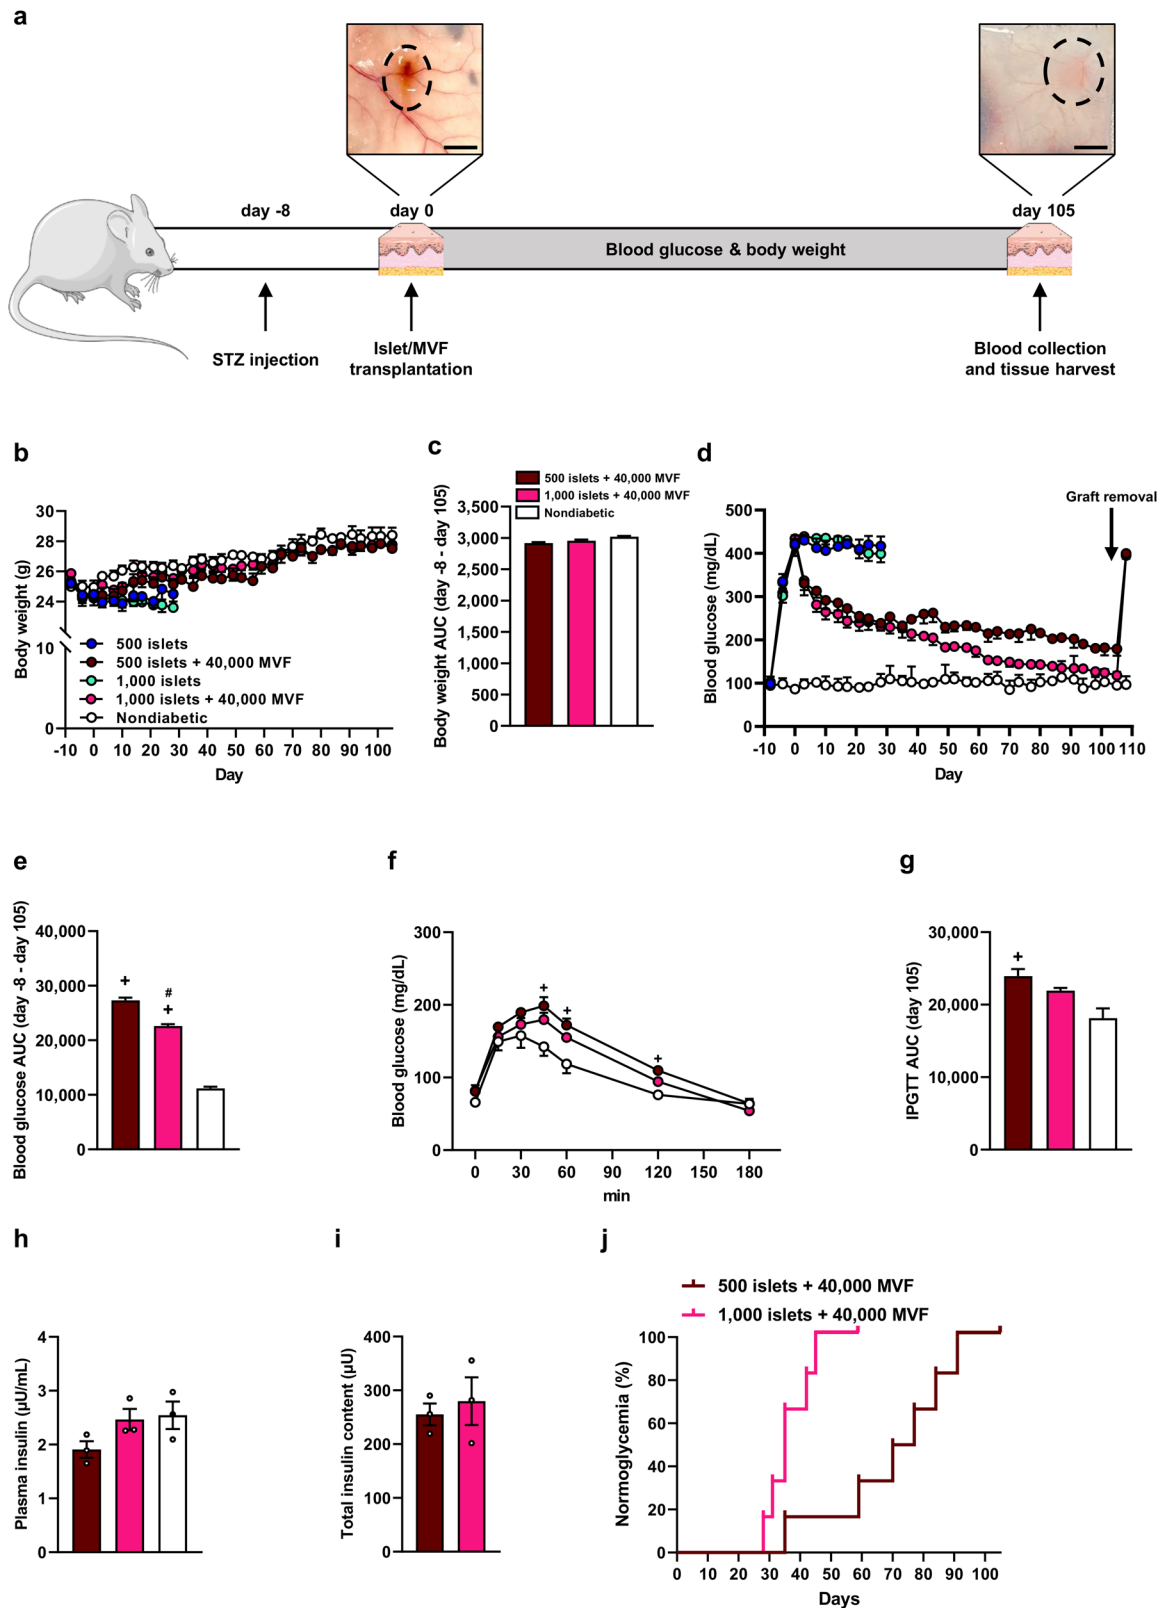 a
day -8
day 0
day 105
Blood glucose & body weight
STZ injection
Islet/MVF
transplantation
Blood collection
and tissue harvest
b
Body weight (g)
30
28
26
24
10
0
500 islets
500 islets + 40,000 MVF
1,000 islets
1,000 islets + 40,000 MVF
Nondiabetic
-10 0 10 20 30 40 50 60 70 80 90 100
Day
c
500 islets + 40,000 MVF
1,000 islets + 40,000 MVF
Nondiabetic
Body weight AUC (day -8 - day 105)
3,500
3,000
2,500
2,000
1,500
1,000
500
0
d
Graft removal
Blood glucose (mg/dL)
500
400
300
200
100
0
-10 0 10 20 30 40 50 60 70 80 90 100 110
Day
e
Blood glucose AUC (day -8 - day 105)
40,000
30,000
20,000
10,000
0
+
#
+
f
Blood glucose (mg/dL)
300
200
100
0
+
+
+
0 30 60 90 120 150 180
min
g
IPGTT AUC (day 105)
30,000
20,000
10,000
0
+
h
Plasma insulin (µU/mL)
4
3
2
1
0
i
Total insulin content (µU)
400
300
200
100
0
j
500 islets + 40,000 MVF
1,000 islets + 40,000 MVF
Normoglycemia (%)
100
80
60
40
20
0
0 10 20 30 40 50 60 70 80 90 100
Days